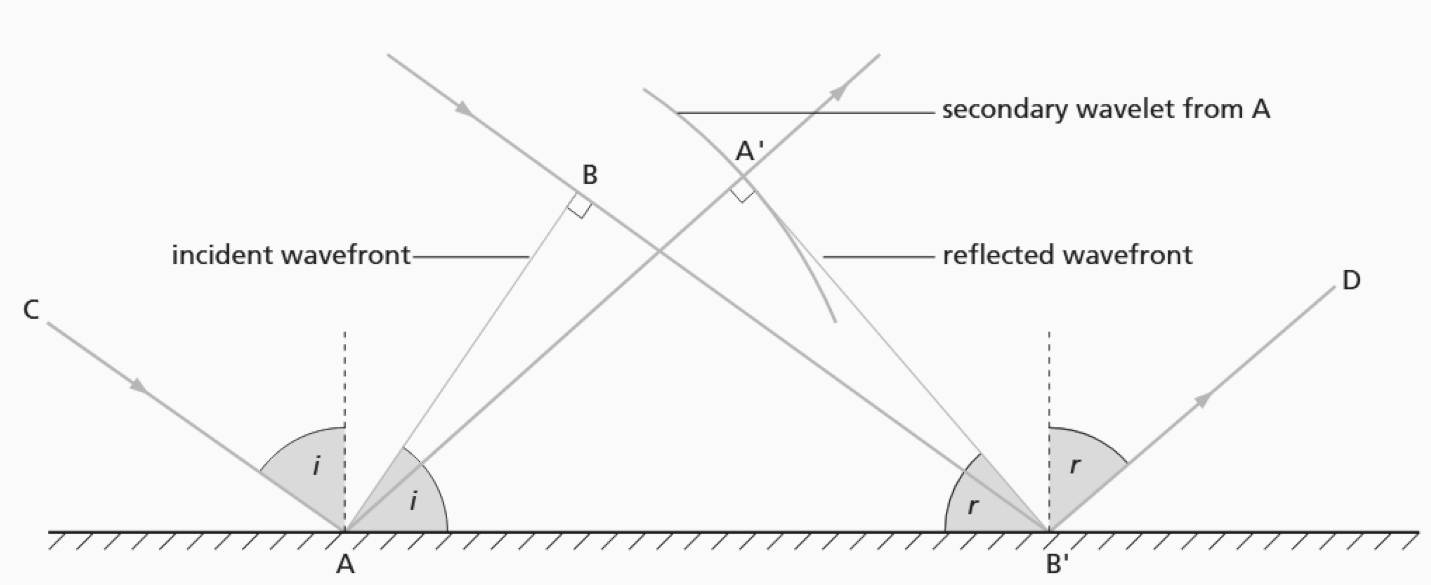 secondary wavelet from A
A'
B
incident wavefront
reflected wavefront
C
D
i
i
r
r
A
B'